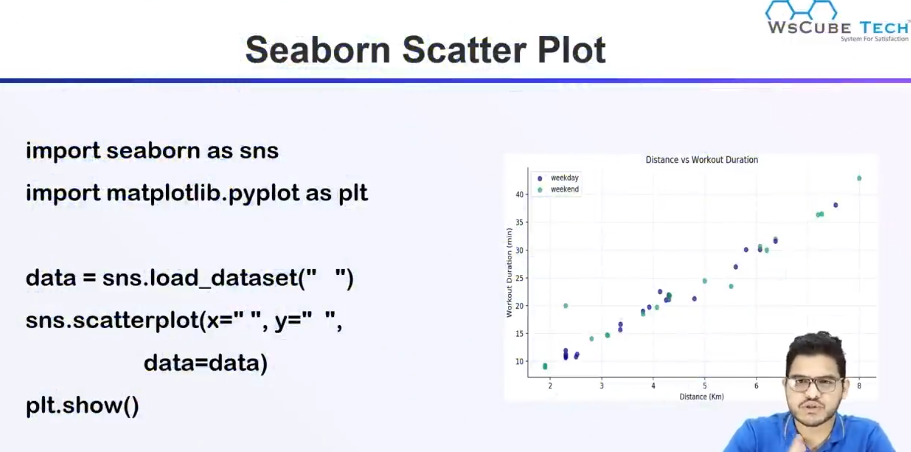 WsCube Tech
System For Satisfaction
Seaborn Scatter Plot
import seaborn as sns
import matplotlib.pyplot as plt
data = sns.load_dataset("   ")
sns.scatterplot(x=" ", y="  ",
data=data)
plt.show()
Distance vs Workout Duration
weekday
weekend
Workout Duration (min)
40
35
30
25
20
15
10
2 3 4 5 6 8
Distance (Km)